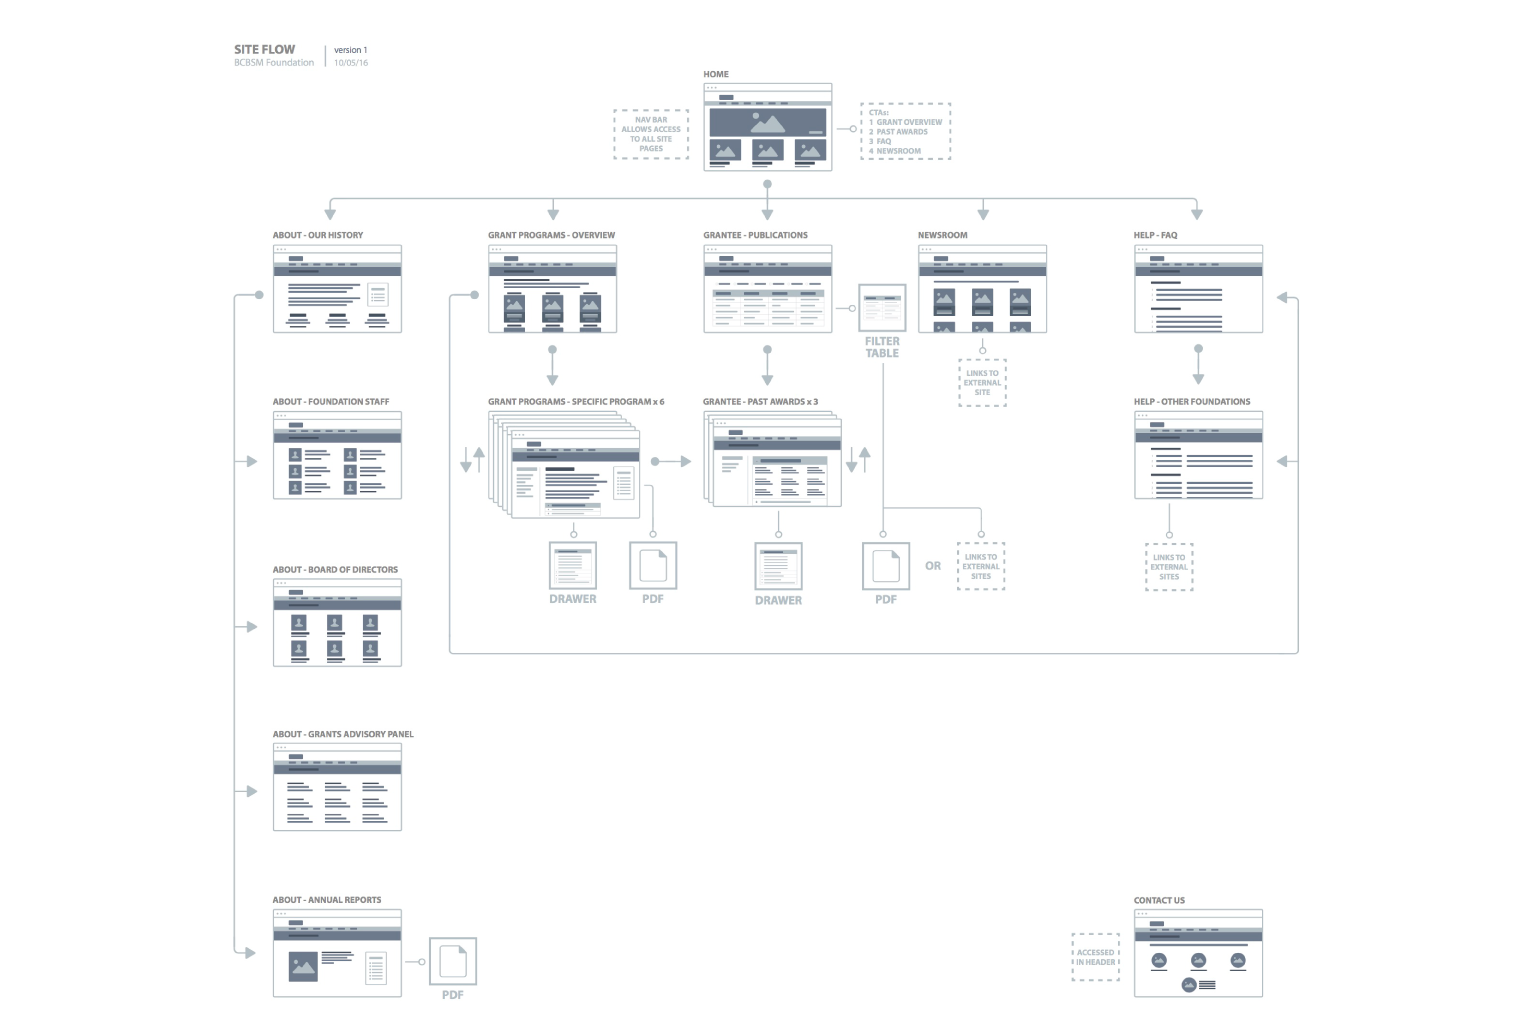 SITE FLOW
BCBSM Foundation
version 1
10/05/16
HOME
NAV BAR
ALLOWS ACCESS
TO ALL SITE
PAGES
CTAs:
1 GRANT OVERVIEW
2 PAST AWARDS
3 FAQ
4 NEWSROOM
ABOUT - OUR HISTORY
GRANT PROGRAMS - OVERVIEW
GRANTEE - PUBLICATIONS
NEWSROOM
HELP - FAQ
FILTER
TABLE
LINKS TO
EXTERNAL
SITE
ABOUT - FOUNDATION STAFF
GRANT PROGRAMS - SPECIFIC PROGRAM x 6
GRANTEE - PAST AWARDS x 3
HELP - OTHER FOUNDATIONS
DRAWER
PDF
DRAWER
PDF
OR
LINKS TO
EXTERNAL
SITES
LINKS TO
EXTERNAL
SITES
ABOUT - BOARD OF DIRECTORS
ABOUT - GRANTS ADVISORY PANEL
ABOUT - ANNUAL REPORTS
PDF
CONTACT US
ACCESSED
IN HEADER